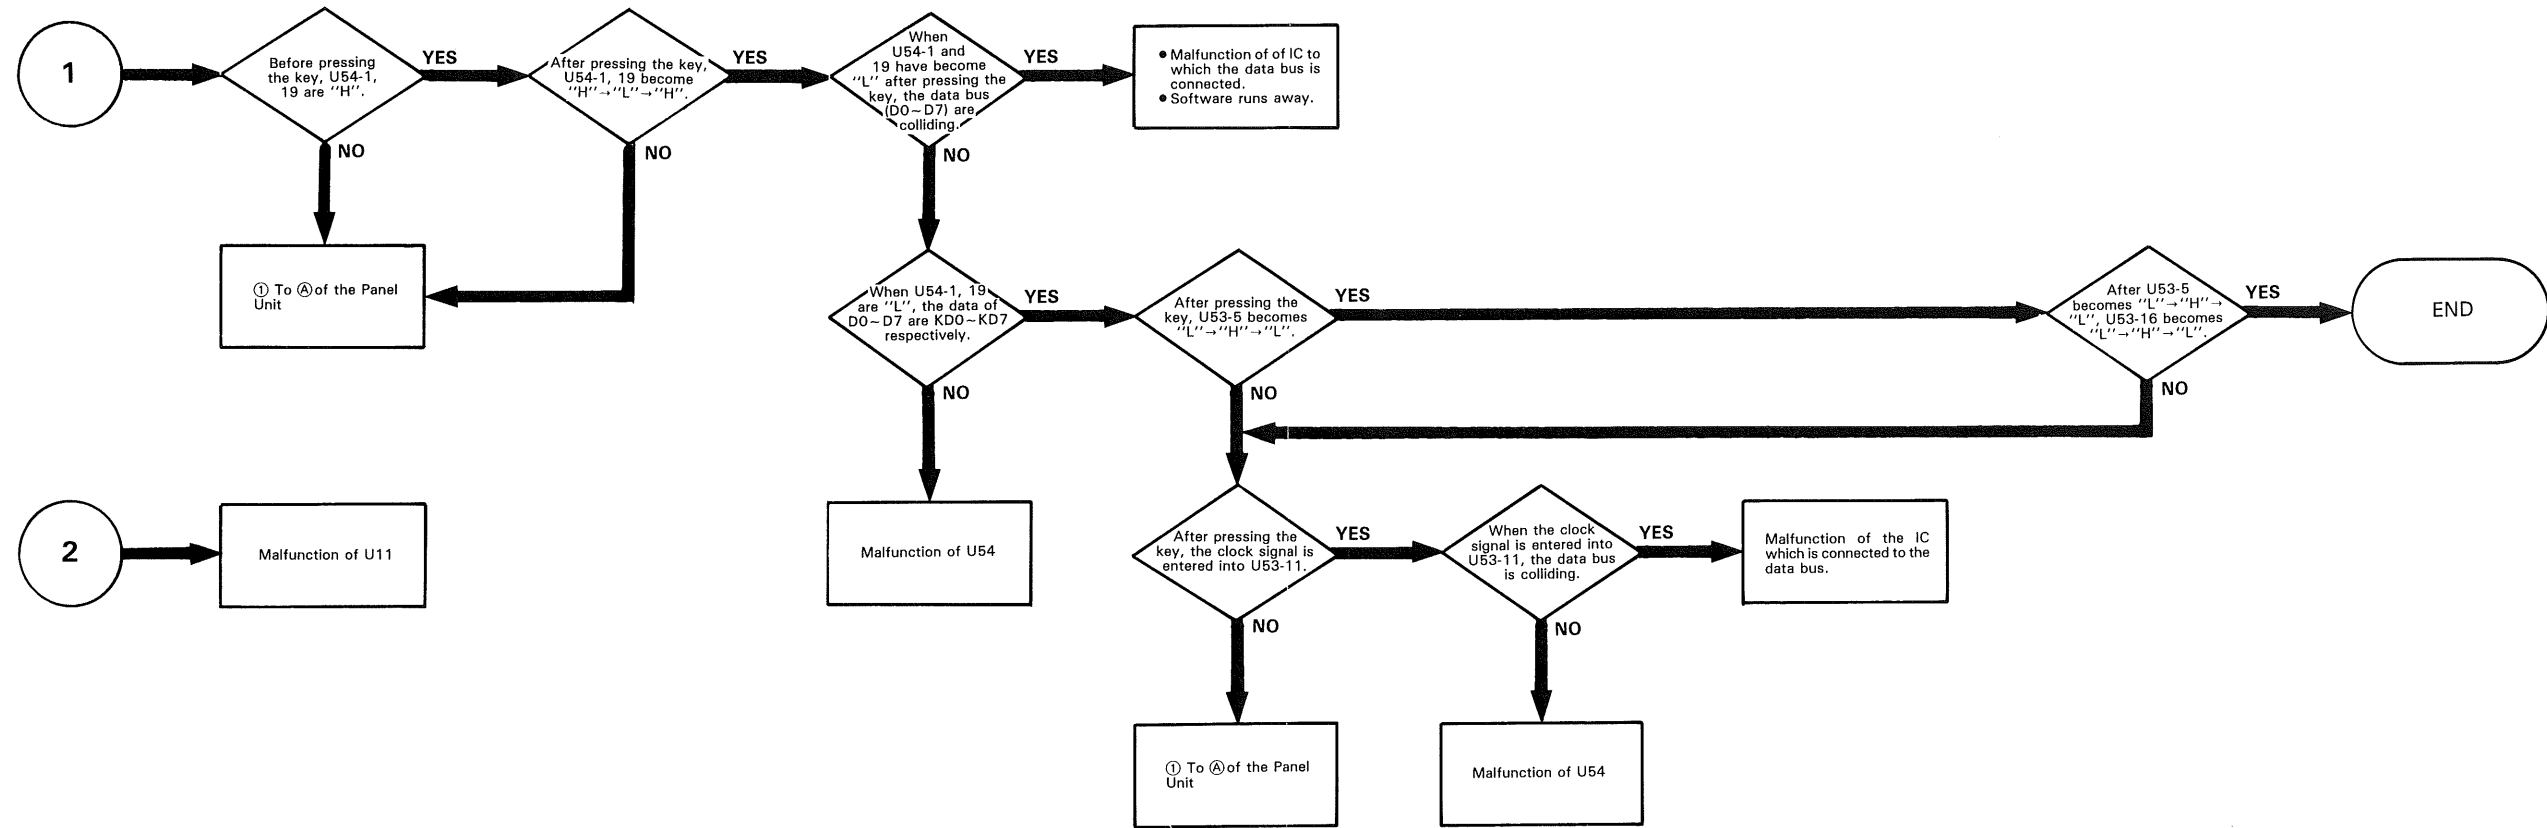 1
Before pressing
the key, U54-1,
19 are "H".
YES
NO
After pressing the key,
U54-1, 19 become
"H"→"L"→"H".
YES
NO
When
U54-1 and
19 have become
"L" after pressing the
key, the data bus
(D0~D7) are
colliding.
YES
NO
● Malfunction of of IC to
which the data bus is
connected.
● Software runs away.
① To Ⓐ of the Panel
Unit
When U54-1, 19
are "L", the data of
D0~D7 are KD0~KD7
respectively.
YES
NO
After pressing the
key, U53-5 becomes
"L"→"H"→"L".
YES
NO
After U53-5
becomes "L"→"H"→
"L", U53-16 becomes
"L"→"H"→"L".
YES
NO
END
2
Malfunction of U11
Malfunction of U54
After pressing the
key, the clock signal is
entered into U53-11.
YES
NO
When the clock
signal is entered into
U53-11, the data bus
is colliding.
YES
NO
Malfunction of the IC
which is connected to the
data bus.
① To Ⓐ of the Panel
Unit
Malfunction of U54